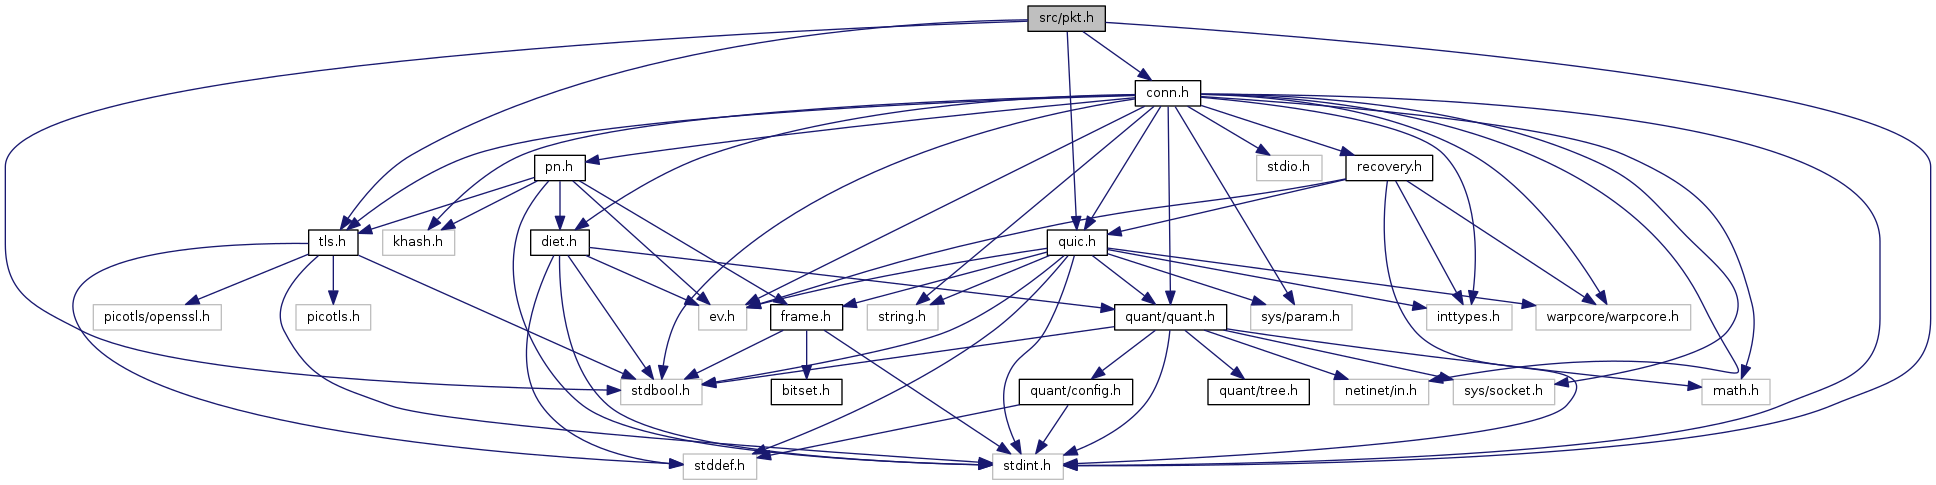 src/pkt.h
conn.h
pn.h
stdio.h
recovery.h
tls.h
khash.h
diet.h
quic.h
picotls/openssl.h
picotls.h
ev.h
frame.h
string.h
quant/quant.h
sys/param.h
inttypes.h
warpcore/warpcore.h
stdbool.h
bitset.h
quant/config.h
quant/tree.h
netinet/in.h
sys/socket.h
math.h
stddef.h
stdint.h